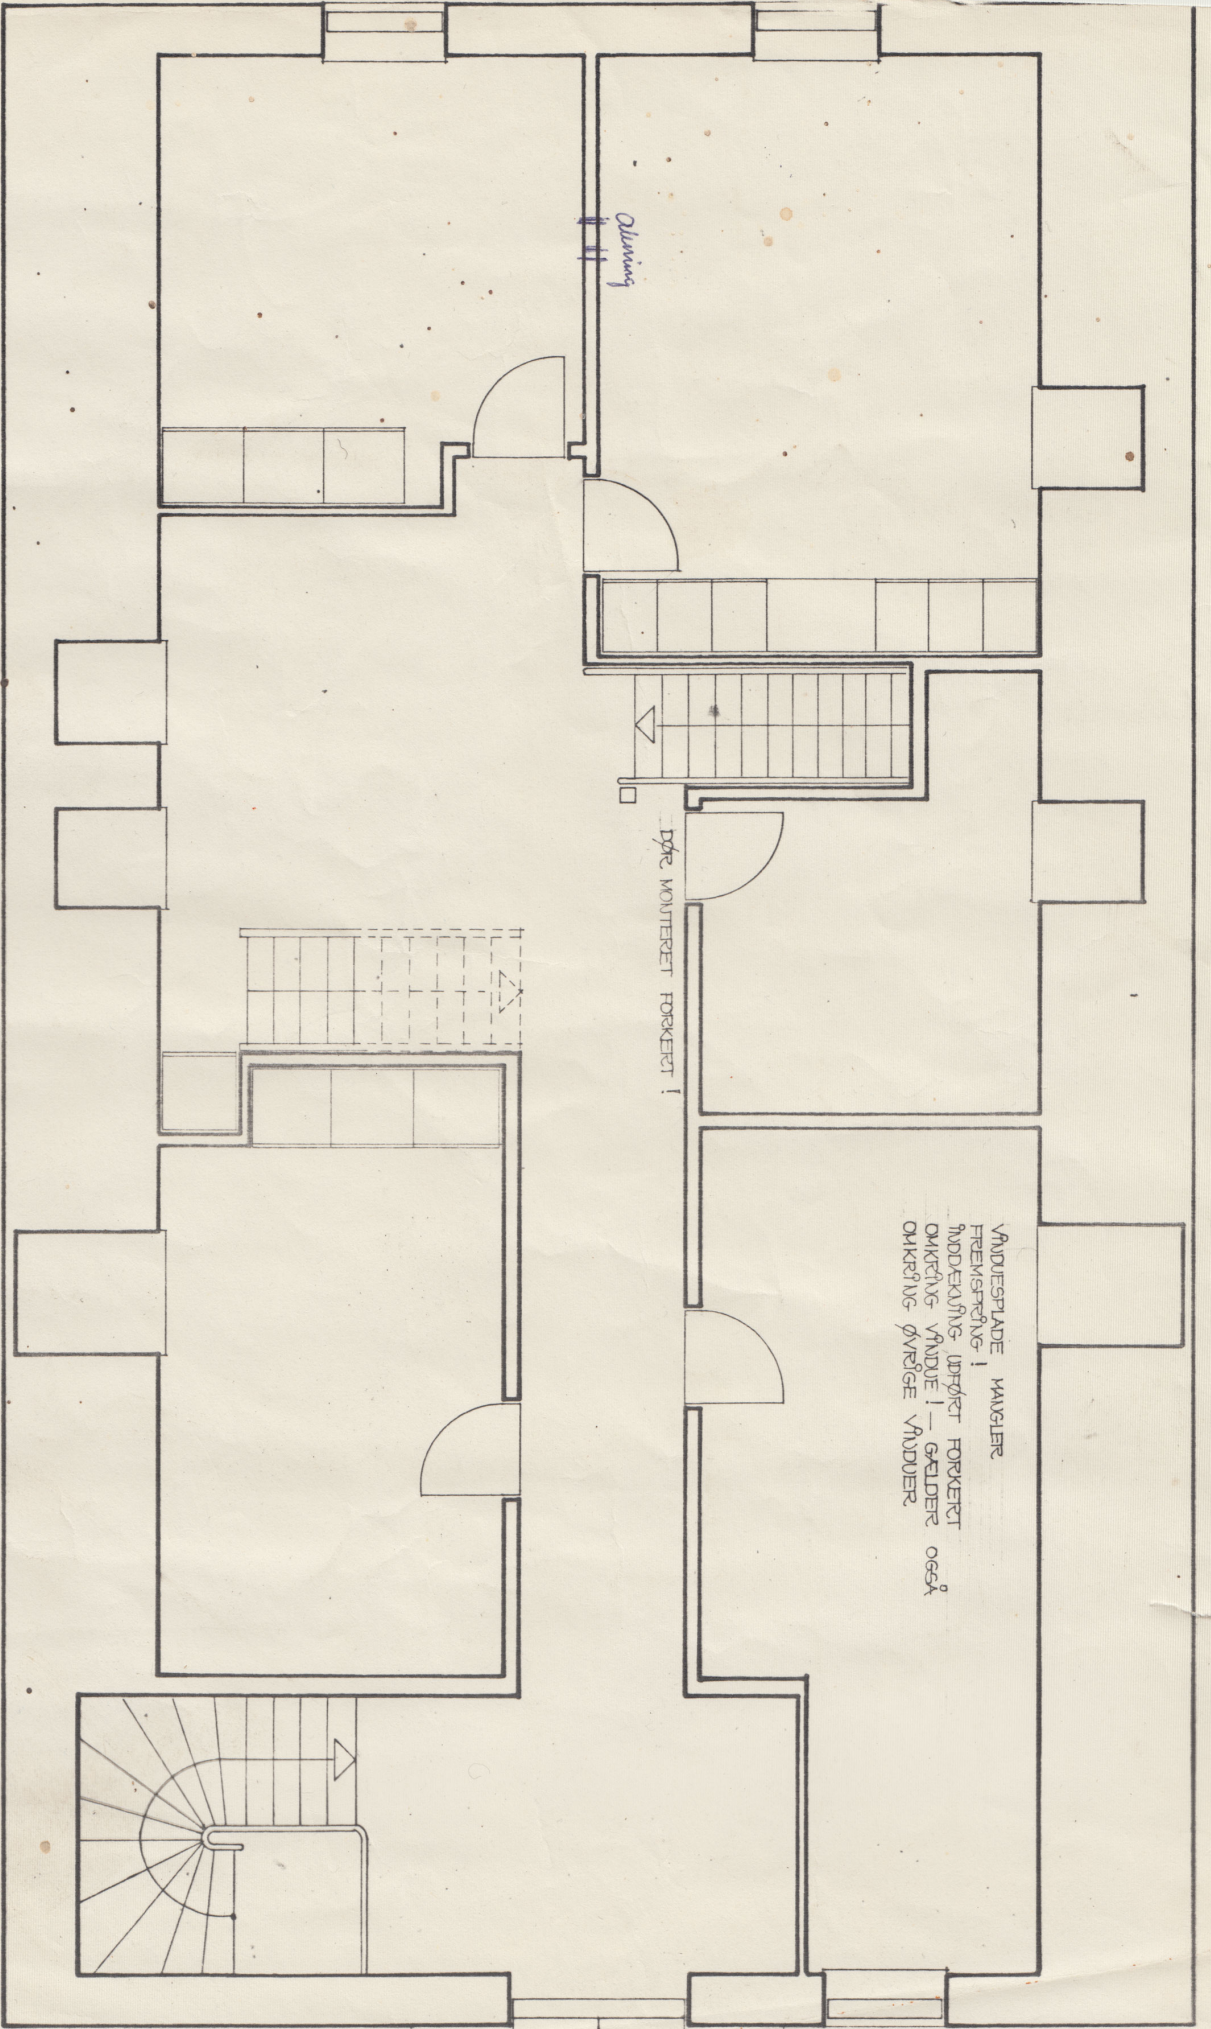 åbning
DØR MONTERET FORKERT !
VINDUESPLADE MANGLER
FREMSPRING !
INDDÆKNING UDFØRT FORKERT
OMKRING VINDUE ! – GÆLDER OGSÅ
OMKRING ØVRIGE VINDUER